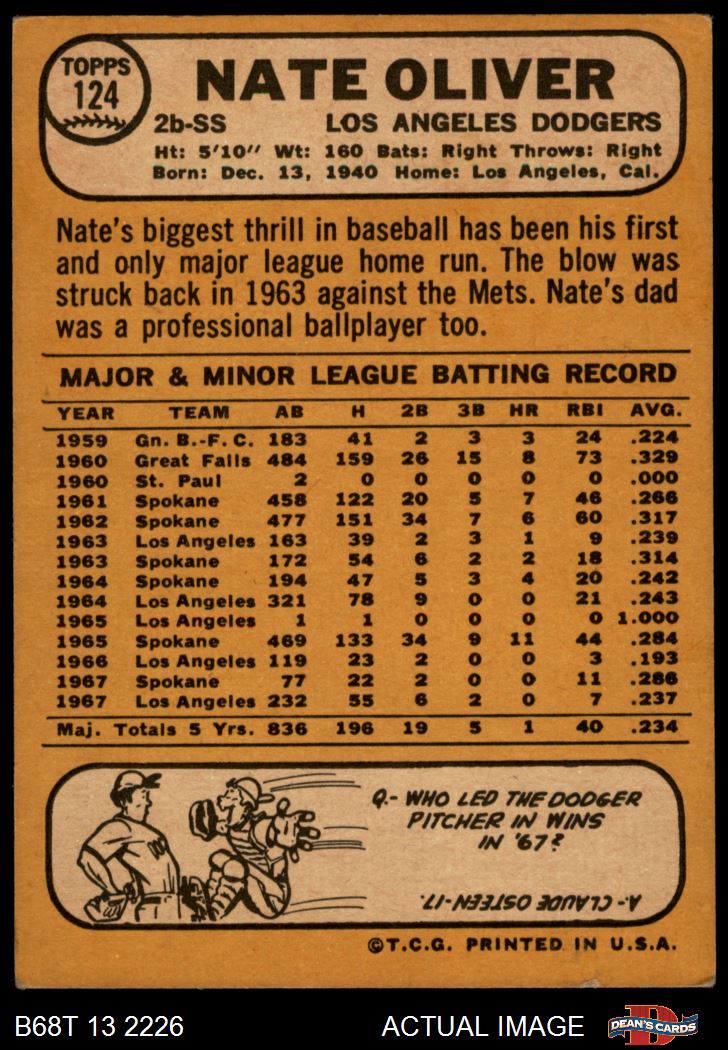 TOPPS
124
NATE OLIVER
2b-SS LOS ANGELES DODGERS
Ht: 5'10" Wt: 160 Bats: Right Throws: Right
Born: Dec. 13, 1940 Home: Los Angeles, Cal.
Nate's biggest thrill in baseball has been his first
and only major league home run. The blow was
struck back in 1963 against the Mets. Nate's dad
was a professional ballplayer too.
MAJOR & MINOR LEAGUE BATTING RECORD
YEAR TEAM AB H 2B 3B HR RBI AVG.
1959 Gn. B.-F. C. 183 41 2 3 3 24 .224
1960 Great Falls 484 159 26 15 8 73 .329
1960 St. Paul 2 0 0 0 0 0 .000
1961 Spokane 458 122 20 5 7 46 .266
1962 Spokane 477 151 34 7 6 60 .317
1963 Los Angeles 163 39 2 3 1 9 .239
1963 Spokane 172 54 6 2 2 18 .314
1964 Spokane 194 47 5 3 4 20 .242
1964 Los Angeles 321 78 9 0 0 21 .243
1965 Los Angeles 1 1 0 0 0 0 1.000
1965 Spokane 469 133 34 9 11 44 .284
1966 Los Angeles 119 23 2 0 0 3 .193
1967 Spokane 77 22 2 0 0 11 .286
1967 Los Angeles 232 55 6 2 0 7 .237
Maj. Totals 5 Yrs. 836 196 19 5 1 40 .234
Q.- WHO LED THE DODGER
PITCHER IN WINS
IN '67?
A- CLAUDE OSTEEN-17.
©T.C.G. PRINTED IN U.S.A.
B68T 13 2226 ACTUAL IMAGE DEAN'S CARDS